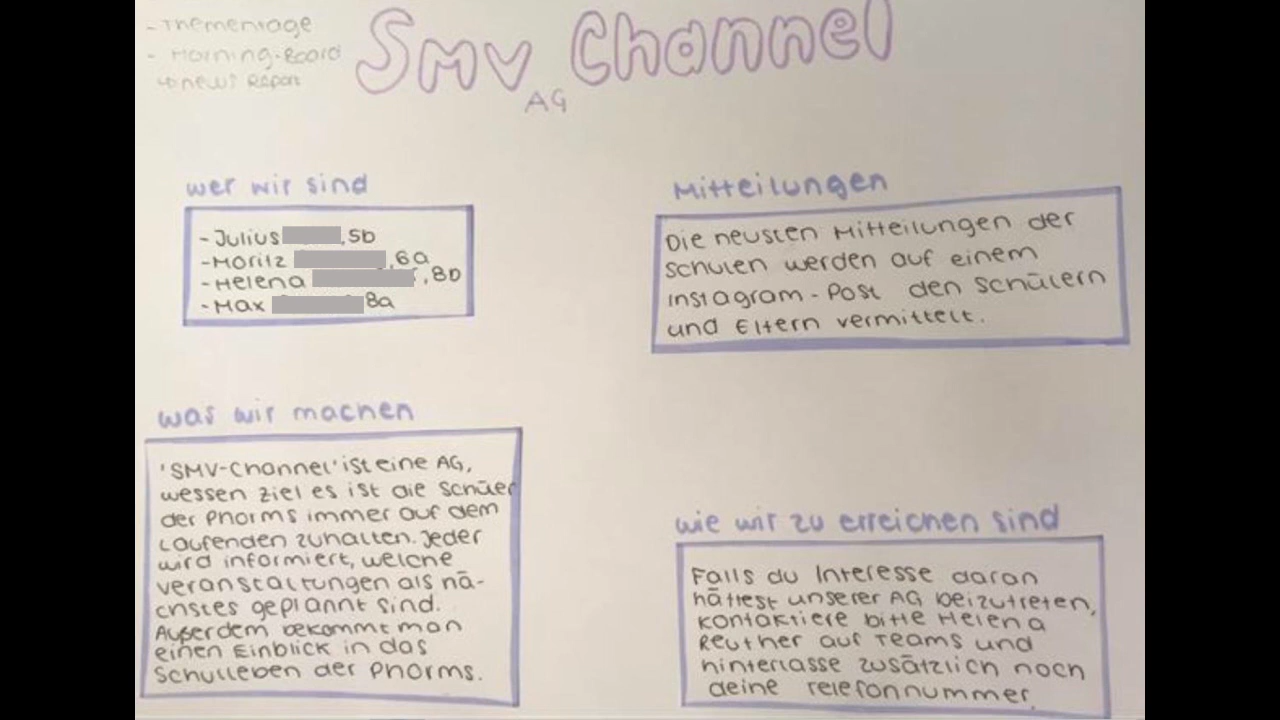 - Thementage
- Morning-Board
↳ news Report
SMV Channel
AG
wer wir sind
- Julius ,5b
- Moritz ,6a
- Helena ,8b
- Max 8a
Mitteilungen
Die neusten Mitteilungen der
Schulen werden auf einem
Instagram - Post den Schülern
und Eltern vermittelt.
was wir machen
'SMV-Channel' ist eine AG,
wessen Ziel es ist die Schüler
der Phorms immer auf dem
Laufenden zuhalten. Jeder
wird informiert, welche
veranstaltungen als nä-
chstes geplannt sind.
Außerdem bekommt man
einen Einblick in das
Schulleben der Phorms.
wie wir zu erreichen sind
Falls du Interesse daran
hättest unserer AG beizutreten,
kontaktiere bitte Helena
Reuther auf Teams und
hinterlasse zusätzlich noch
deine Telefonnummer.